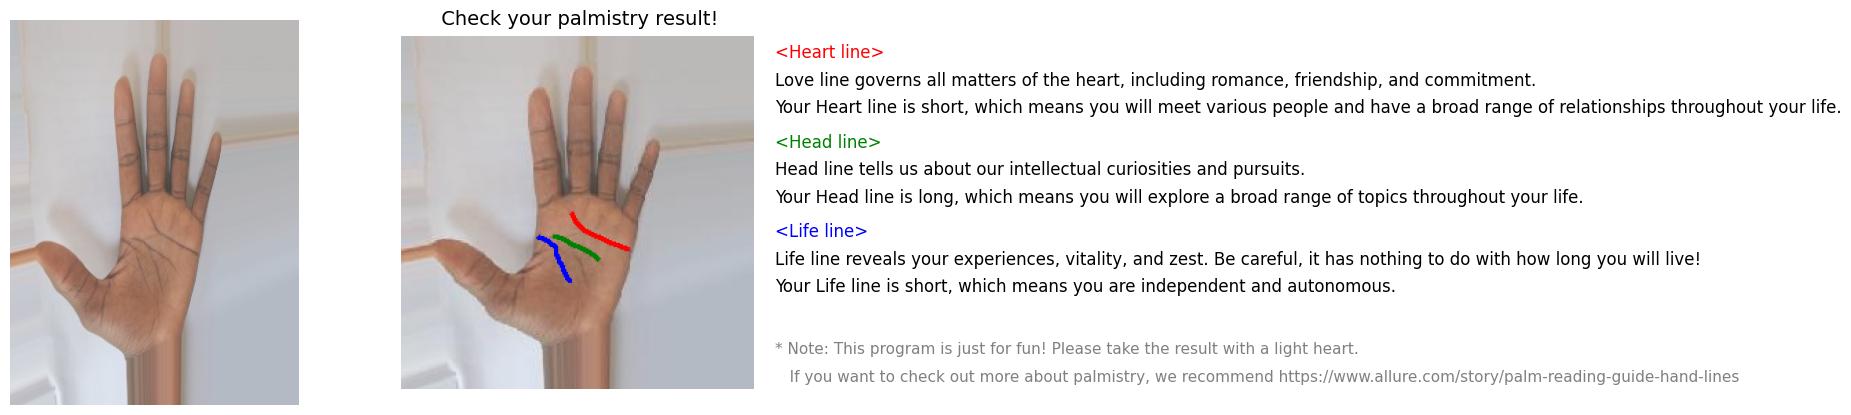 Check your palmistry result!
<Heart line>
Love line governs all matters of the heart, including romance, friendship, and commitment.
Your Heart line is short, which means you will meet various people and have a broad range of relationships throughout your life.
<Head line>
Head line tells us about our intellectual curiosities and pursuits.
Your Head line is long, which means you will explore a broad range of topics throughout your life.
<Life line>
Life line reveals your experiences, vitality, and zest. Be careful, it has nothing to do with how long you will live!
Your Life line is short, which means you are independent and autonomous.
* Note: This program is just for fun! Please take the result with a light heart.
If you want to check out more about palmistry, we recommend https://www.allure.com/story/palm-reading-guide-hand-lines